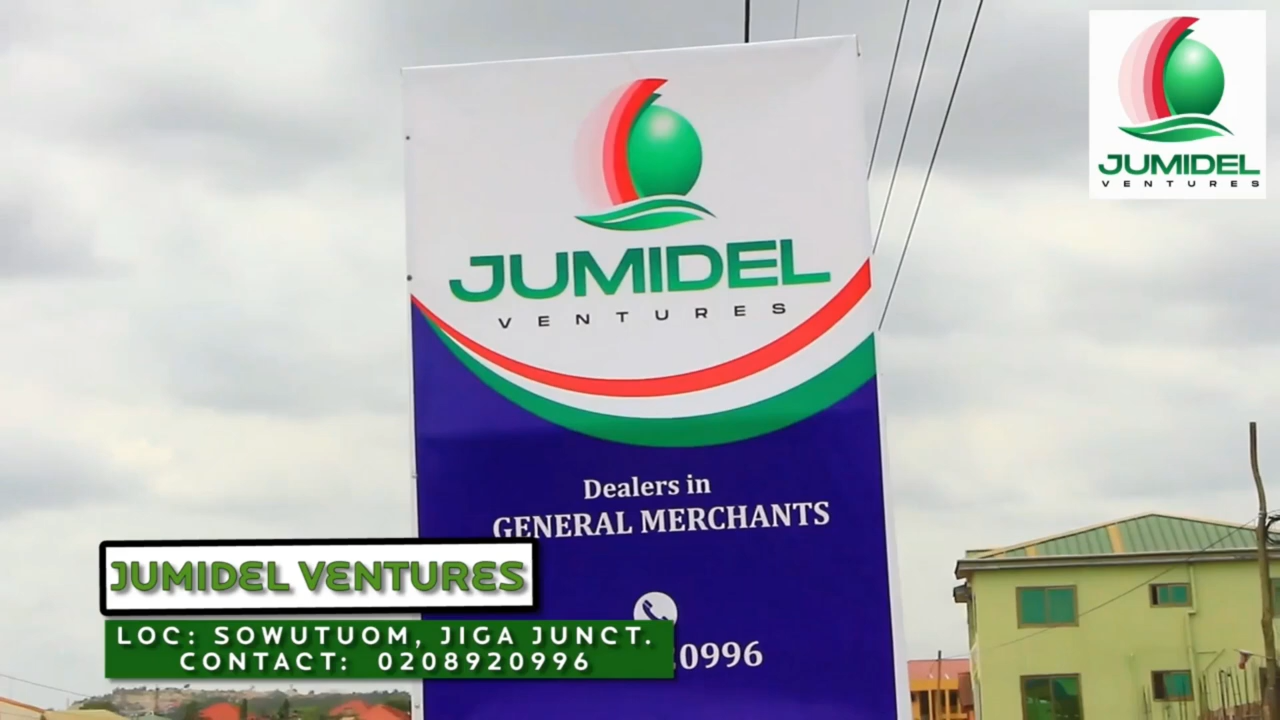 JUMIDEL
VENTURES
JUMIDEL
VENTURES
Dealers in
GENERAL MERCHANTS
0996
JUMIDEL VENTURES
LOC: SOWUTUOM, JIGA JUNCT.
CONTACT: 0208920996